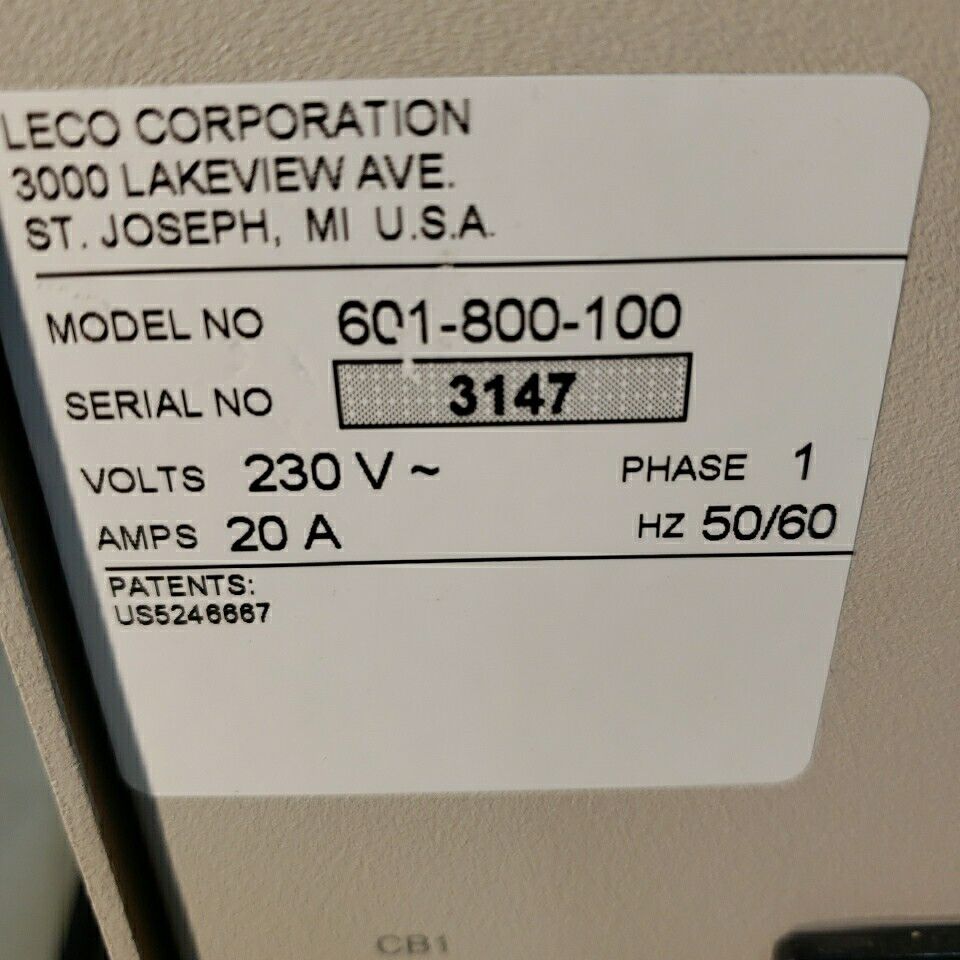 LECO CORPORATION
3000 LAKEVIEW AVE.
ST. JOSEPH, MI U.S.A.
MODEL NO 601-800-100
SERIAL NO 3147
VOLTS 230 V ~ PHASE 1
AMPS 20 A HZ 50/60
PATENTS:
US5246667
CB1